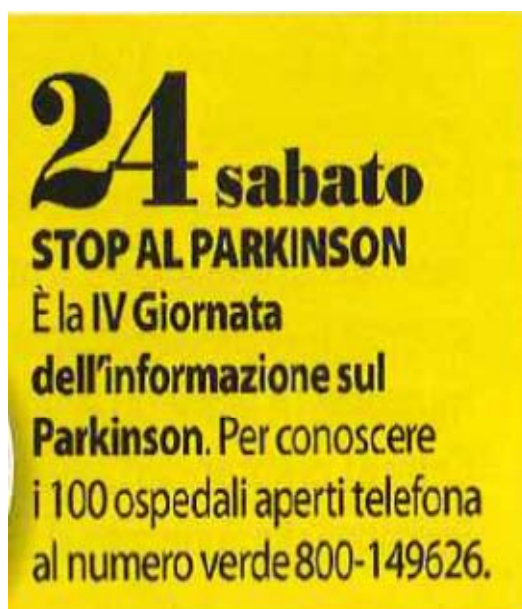 24 sabato
STOP AL PARKINSON
È la IV Giornata
dell'informazione sul
Parkinson. Per conoscere
i 100 ospedali aperti telefona
al numero verde 800-149626.